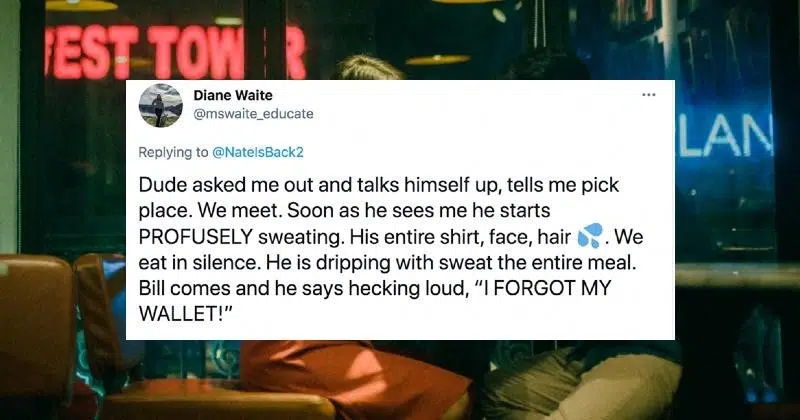 EST TOW R
Diane Waite
@mswaite_educate
Replying to @NateIsBack2
Dude asked me out and talks himself up, tells me pick
place. We meet. Soon as he sees me he starts
PROFUSELY sweating. His entire shirt, face, hair 💦. We
eat in silence. He is dripping with sweat the entire meal.
Bill comes and he says hecking loud, “I FORGOT MY
WALLET!”
LAN